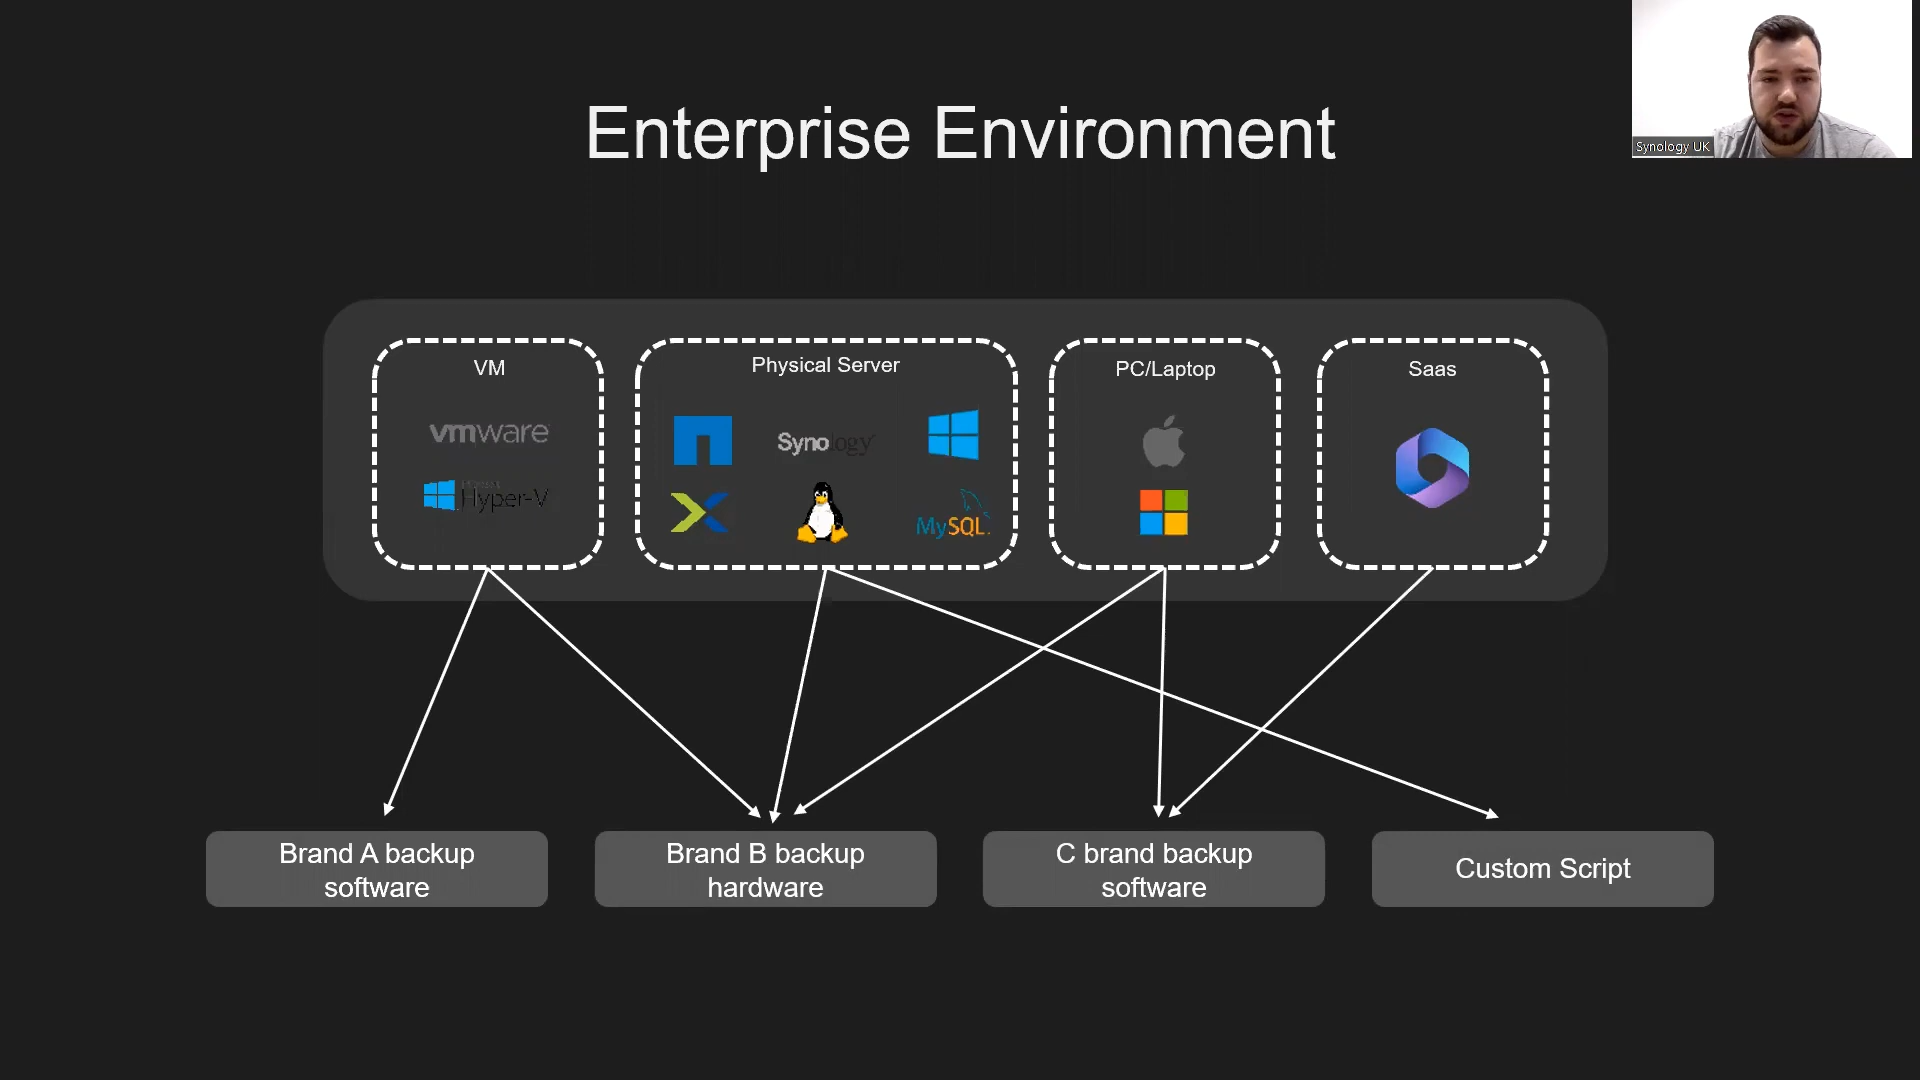 Enterprise Environment
Synology UK
VM
Physical Server
PC/Laptop
Saas
vmware
Synology
Hyper-V
MySQL
Brand A backup
software
Brand B backup
hardware
C brand backup
software
Custom Script